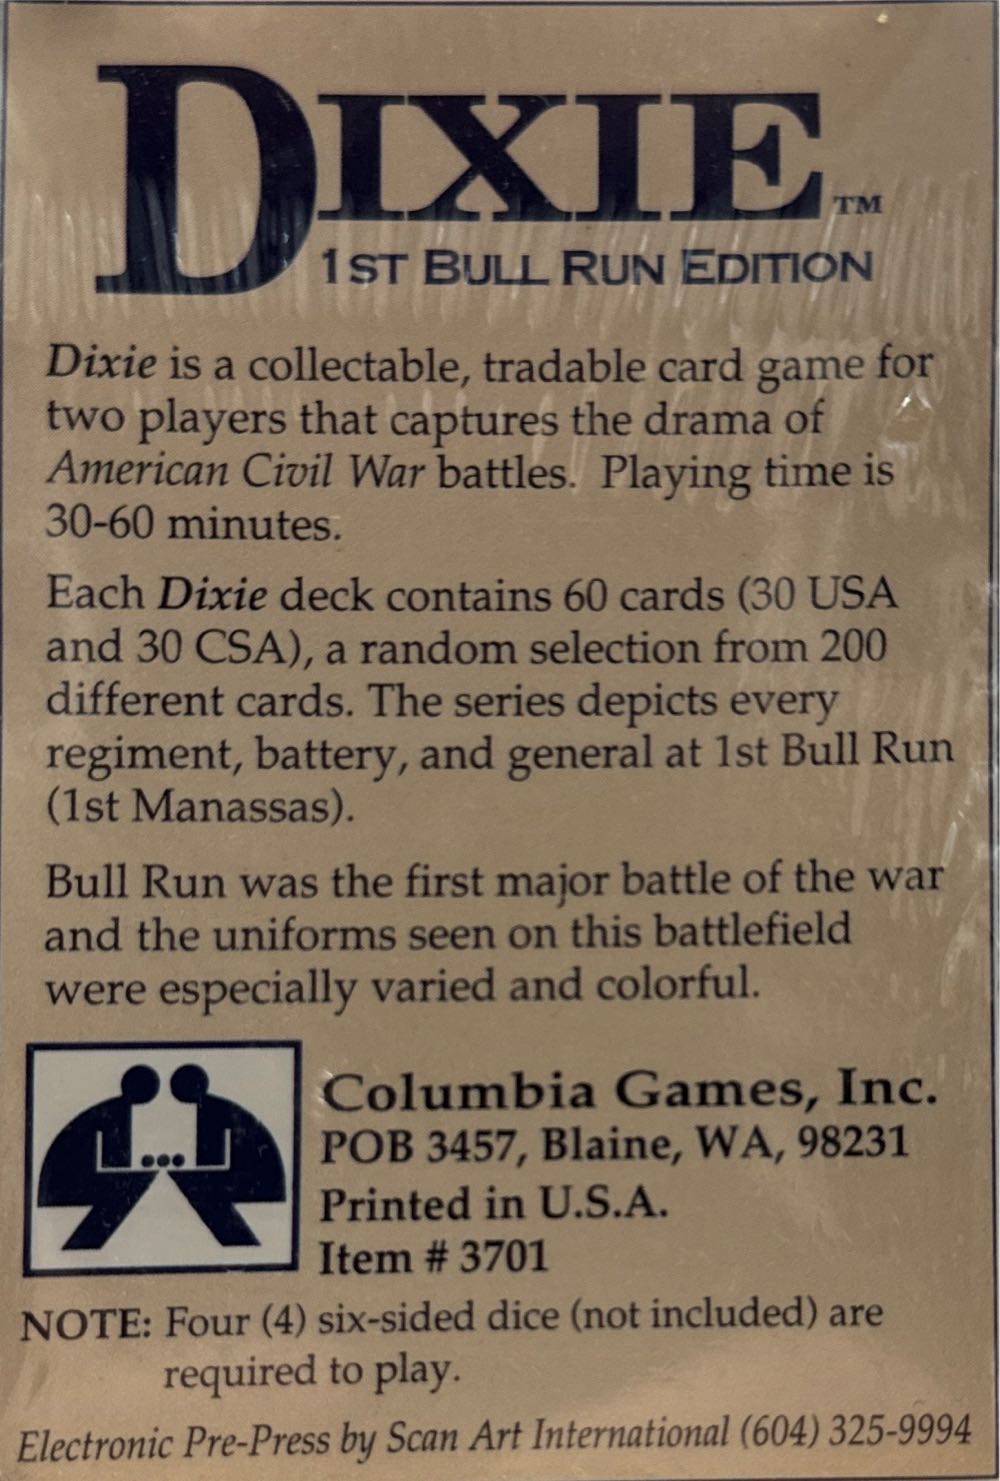 DIXIE™
1ST BULL RUN EDITION
Dixie is a collectable, tradable card game for
two players that captures the drama of
American Civil War battles. Playing time is
30-60 minutes.
Each Dixie deck contains 60 cards (30 USA
and 30 CSA), a random selection from 200
different cards. The series depicts every
regiment, battery, and general at 1st Bull Run
(1st Manassas).
Bull Run was the first major battle of the war
and the uniforms seen on this battlefield
were especially varied and colorful.
Columbia Games, Inc.
POB 3457, Blaine, WA, 98231
Printed in U.S.A.
Item # 3701
NOTE: Four (4) six-sided dice (not included) are
required to play.
Electronic Pre-Press by Scan Art International (604) 325-9994